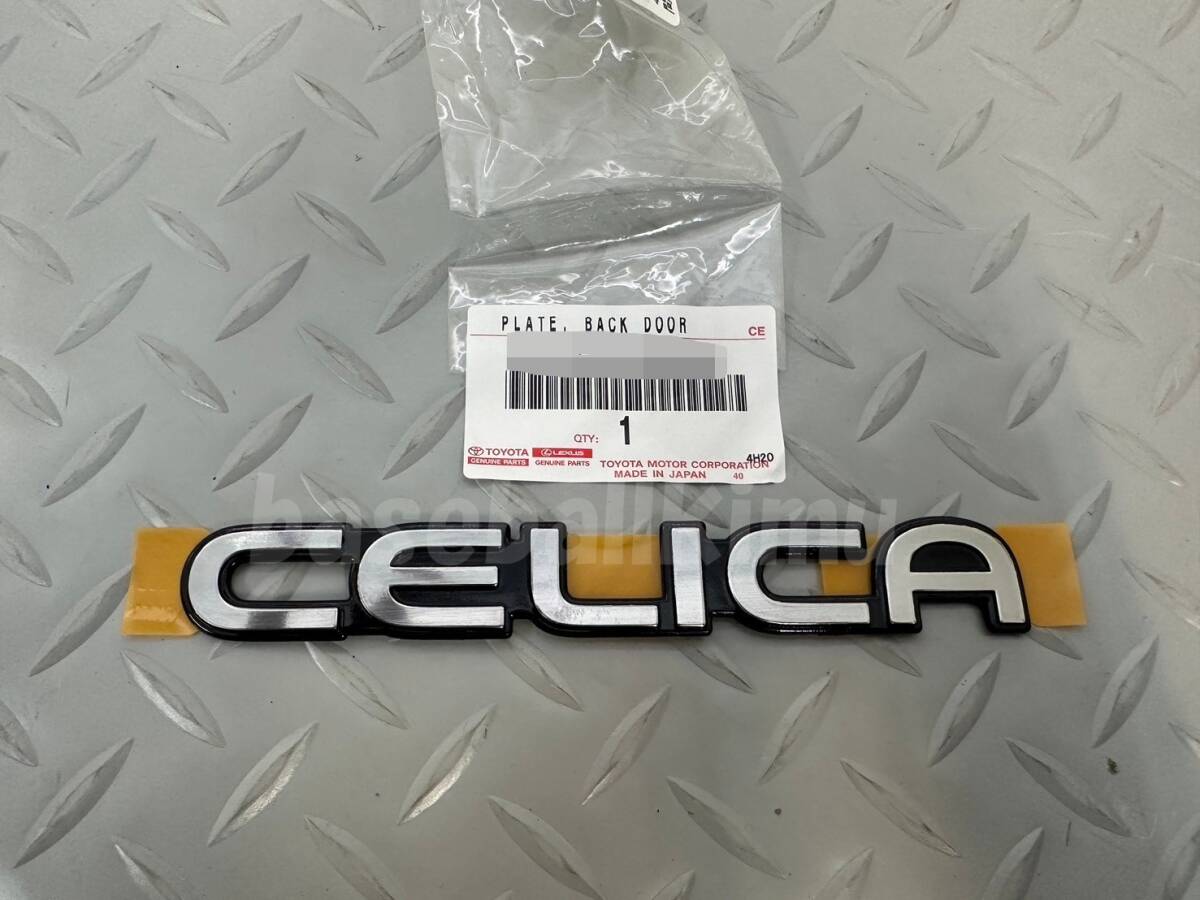 PLATE, BACK DOOR
CE
QTY: 1
TOYOTA
GENUINE PARTS
LEXUS
GENUINE PARTS
4H20
TOYOTA MOTOR CORPORATION
MADE IN JAPAN 40
baseballkimu
CELICA